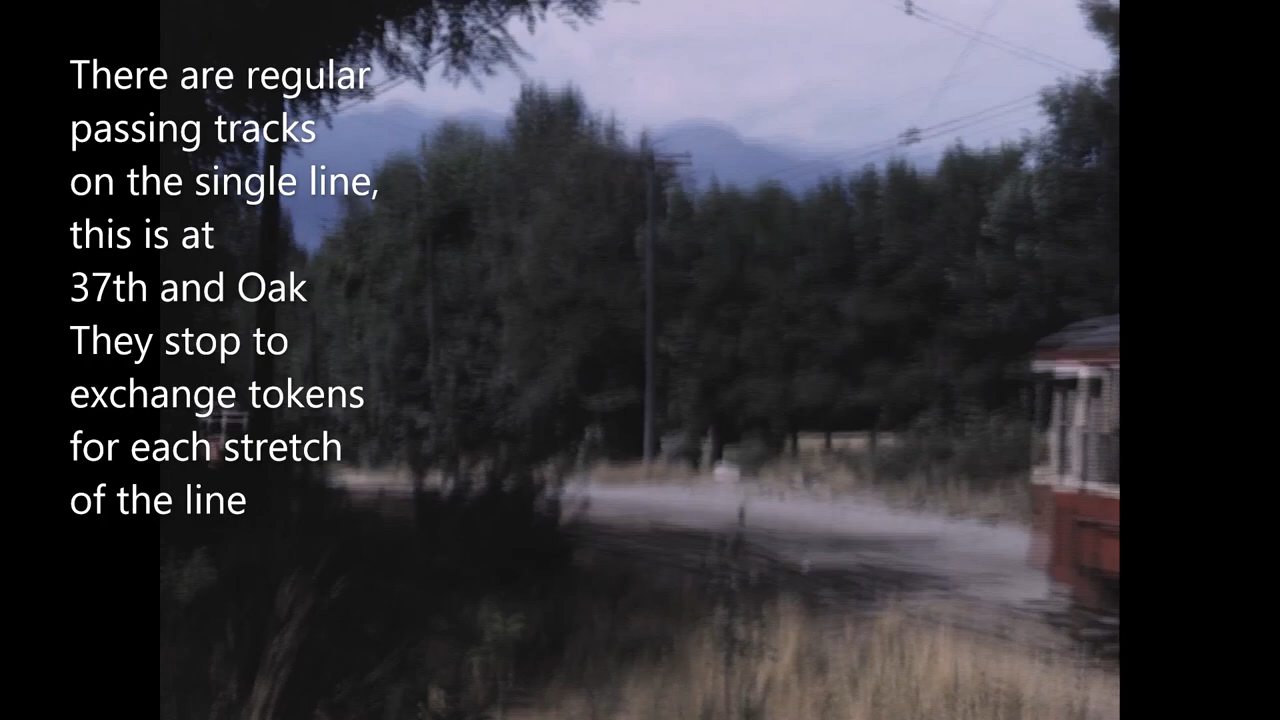 There are regular
passing tracks
on the single line,
this is at
37th and Oak
They stop to
exchange tokens
for each stretch
of the line